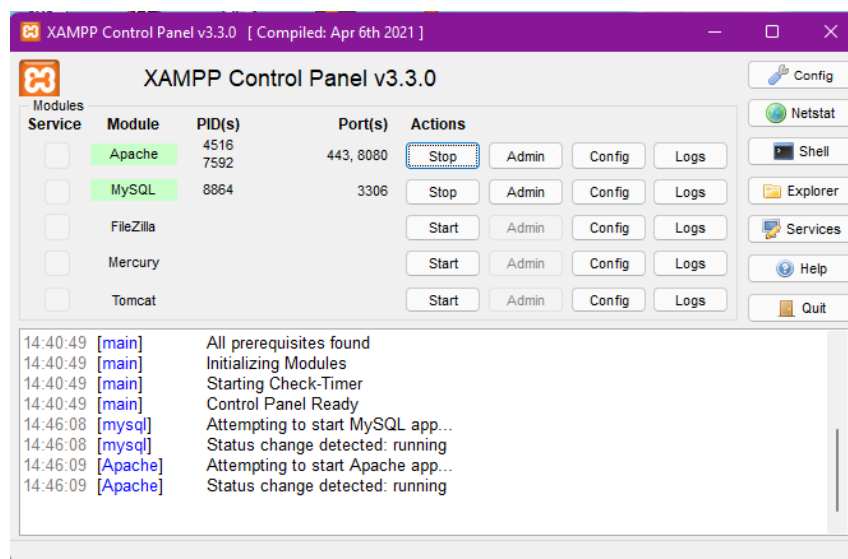 XAMPP Control Panel v3.3.0 [ Compiled: Apr 6th 2021 ]
XAMPP Control Panel v3.3.0
Config
Modules
Service Module PID(s) Port(s) Actions
Netstat
Apache 4516 7592 443, 8080 Stop Admin Config Logs
Shell
MySQL 8864 3306 Stop Admin Config Logs
Explorer
FileZilla Start Admin Config Logs
Services
Mercury Start Admin Config Logs
Help
Tomcat Start Admin Config Logs
Quit
14:40:49 [main] All prerequisites found
14:40:49 [main] Initializing Modules
14:40:49 [main] Starting Check-Timer
14:40:49 [main] Control Panel Ready
14:46:08 [mysql] Attempting to start MySQL app...
14:46:08 [mysql] Status change detected: running
14:46:09 [Apache] Attempting to start Apache app...
14:46:09 [Apache] Status change detected: running